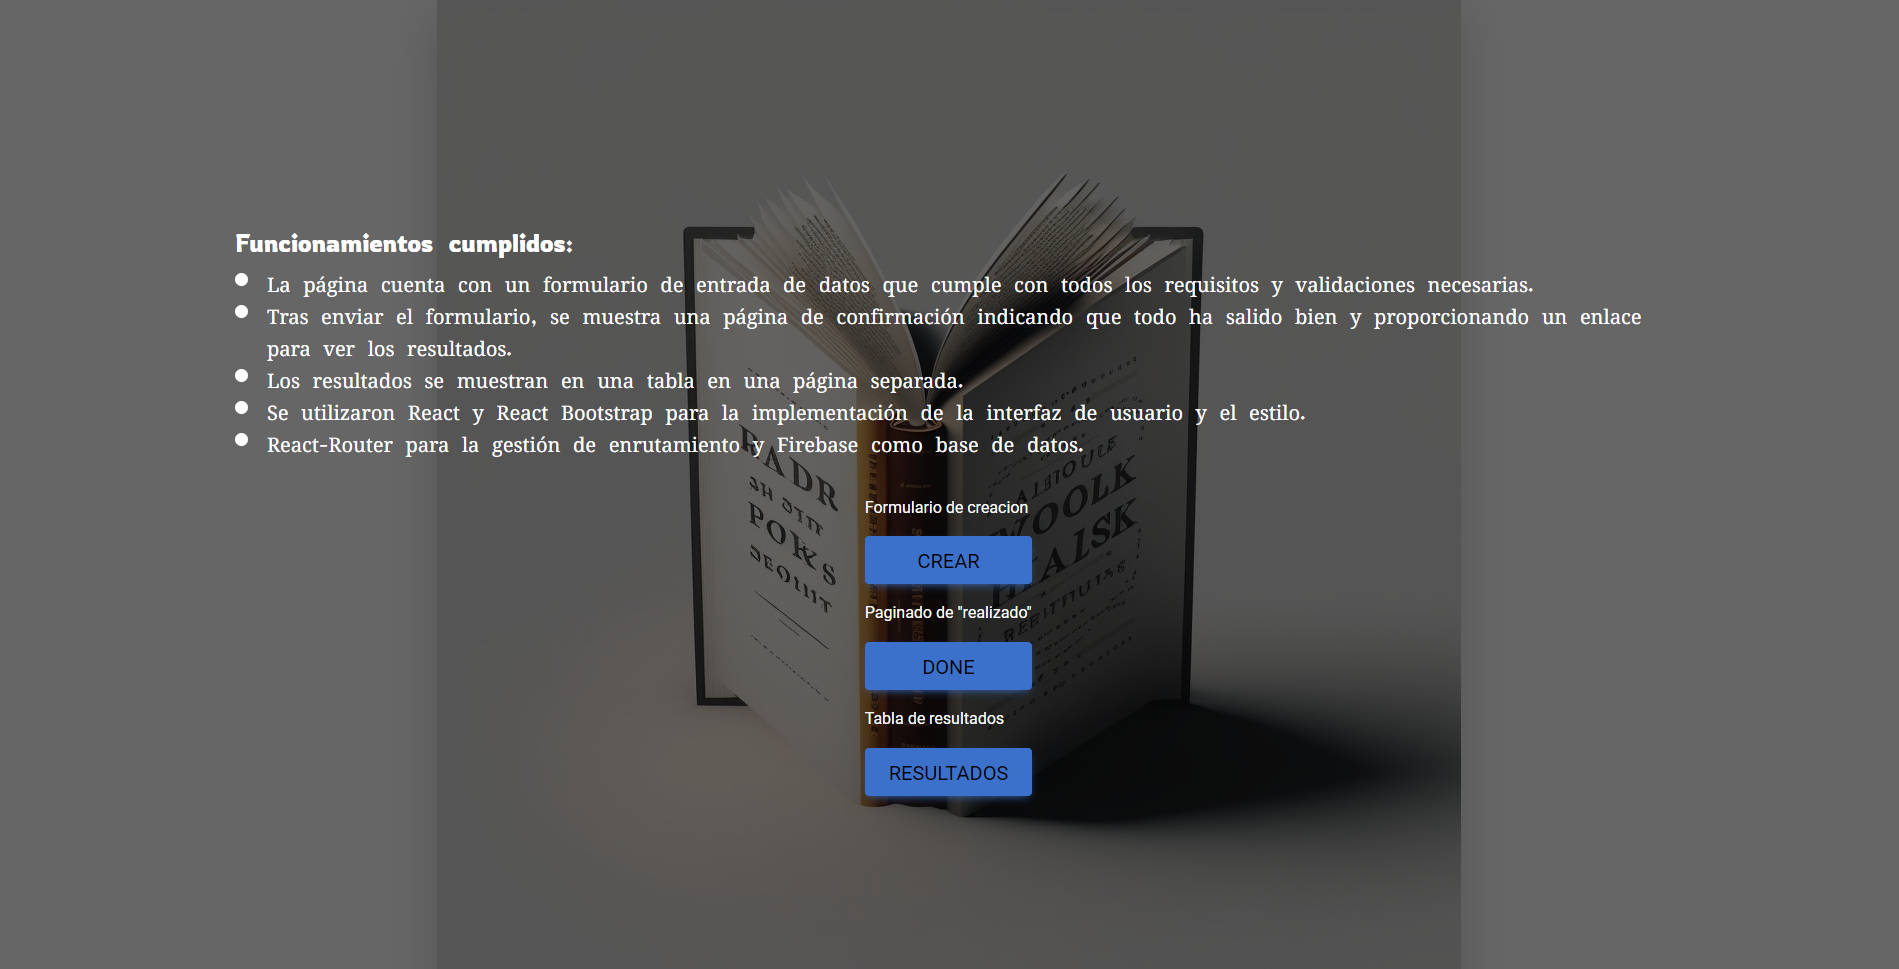 Funcionamientos cumplidos:
La página cuenta con un formulario de entrada de datos que cumple con todos los requisitos y validaciones necesarias.
Tras enviar el formulario, se muestra una página de confirmación indicando que todo ha salido bien y proporcionando un enlace
para ver los resultados.
Los resultados se muestran en una tabla en una página separada.
Se utilizaron React y React Bootstrap para la implementación de la interfaz de usuario y el estilo.
React-Router para la gestión de enrutamiento y Firebase como base de datos.
Formulario de creacion
CREAR
Paginado de "realizado"
DONE
Tabla de resultados
RESULTADOS